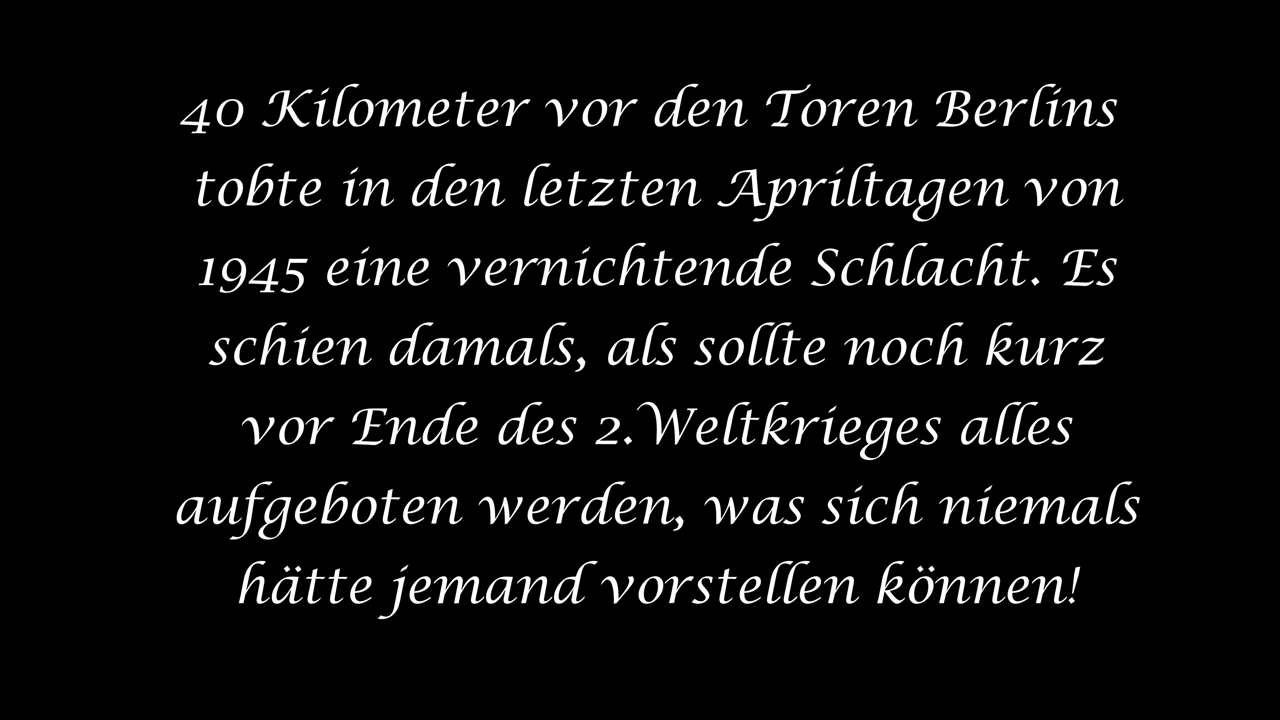 40 Kilometer vor den Toren Berlins
tobte in den letzten Apriltagen von
1945 eine vernichtende Schlacht. Es
schien damals, als sollte noch kurz
vor Ende des 2.Weltkrieges alles
aufgeboten werden, was sich niemals
hätte jemand vorstellen können!